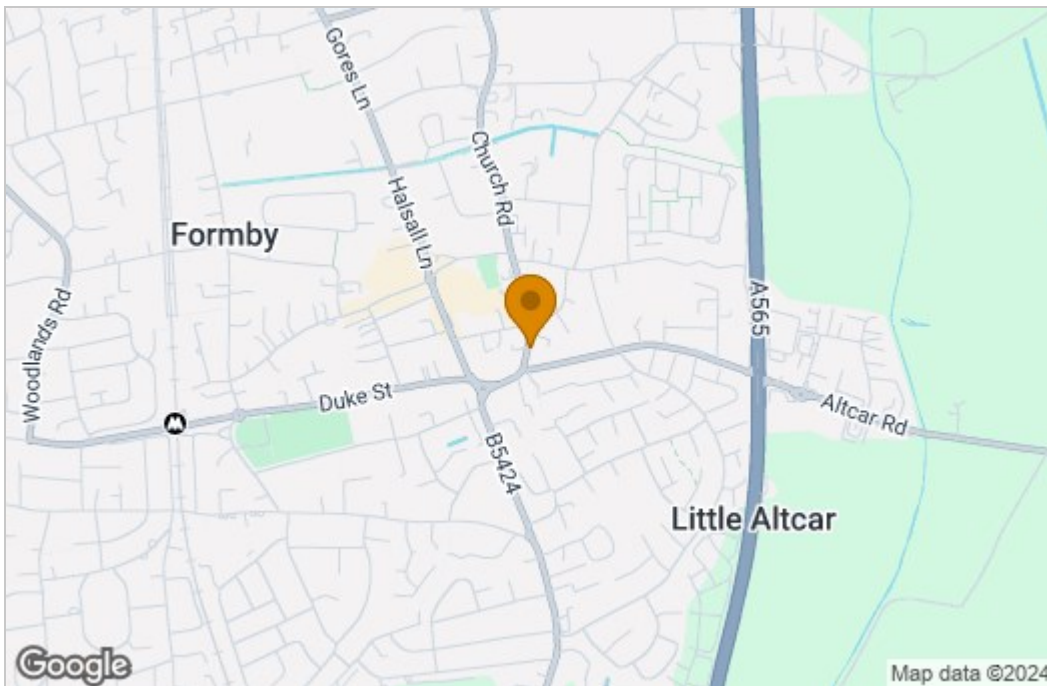 Gores Ln
Church Rd
Halsall Ln
Formby
A565
Woodlands Rd
Duke St
Altcar Rd
B5424
Little Altcar
Google
Map data ©2024